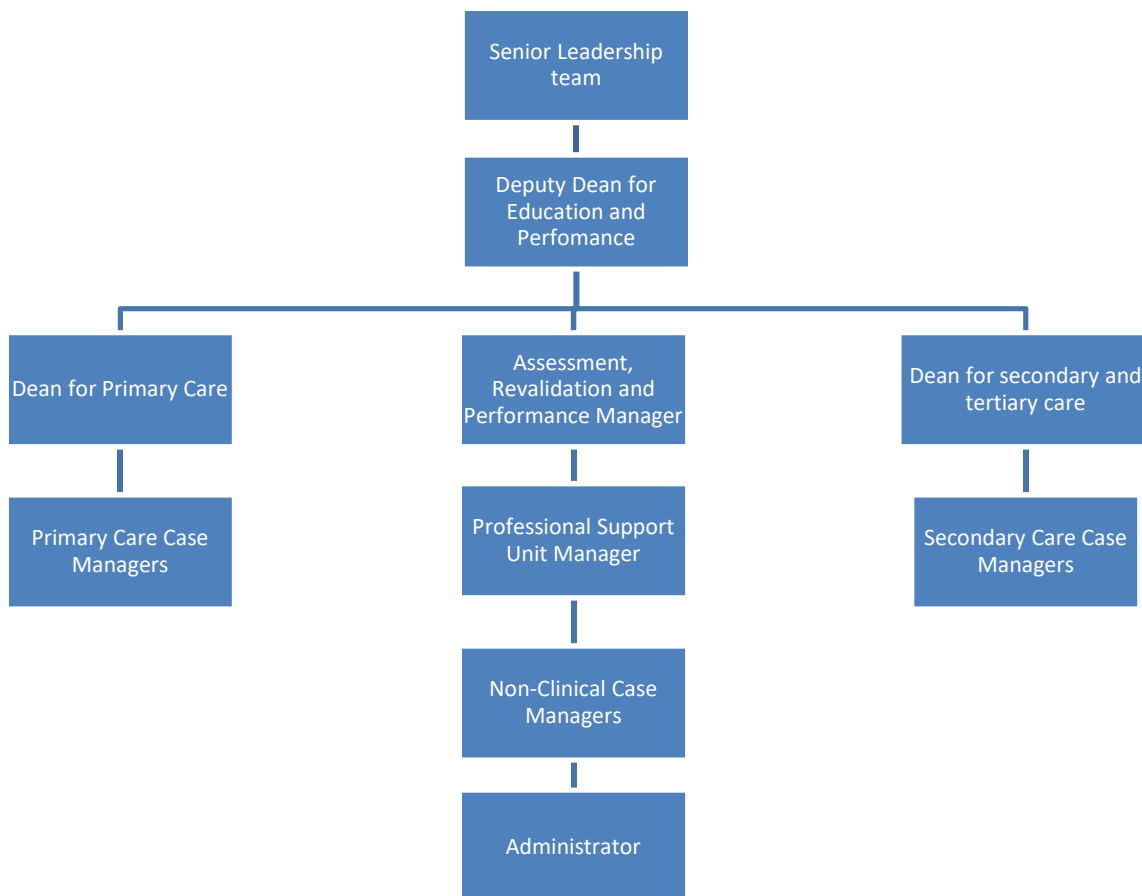 Senior Leadership
team
Deputy Dean for
Education and
Perfomance
Dean for Primary Care
Assessment,
Revalidation and
Performance Manager
Dean for secondary and
tertiary care
Primary Care Case
Managers
Professional Support
Unit Manager
Secondary Care Case
Managers
Non-Clinical Case
Managers
Administrator